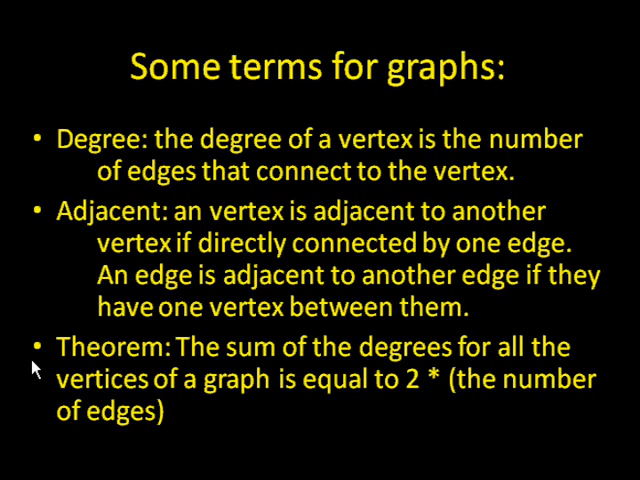 Some terms for graphs:
• Degree: the degree of a vertex is the number
of edges that connect to the vertex.
• Adjacent: an vertex is adjacent to another
vertex if directly connected by one edge.
An edge is adjacent to another edge if they
have one vertex between them.
• Theorem: The sum of the degrees for all the
vertices of a graph is equal to 2 * (the number
of edges)